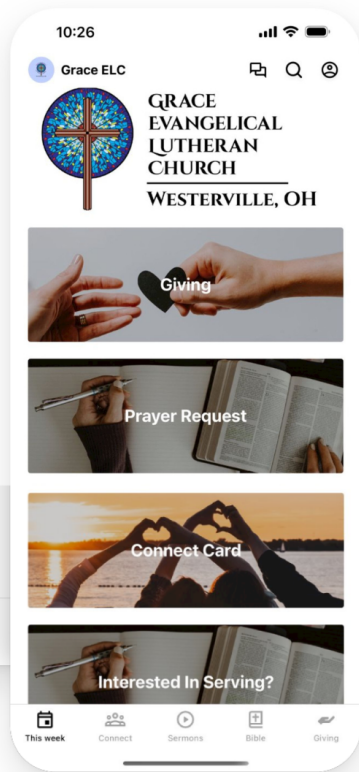 10:26
Grace ELC
GRACE
EVANGELICAL
LUTHERAN
CHURCH
WESTERVILLE, OH
Giving
Prayer Request
Connect Card
Interested In Serving?
This week
Connect
Sermons
Bible
Giving